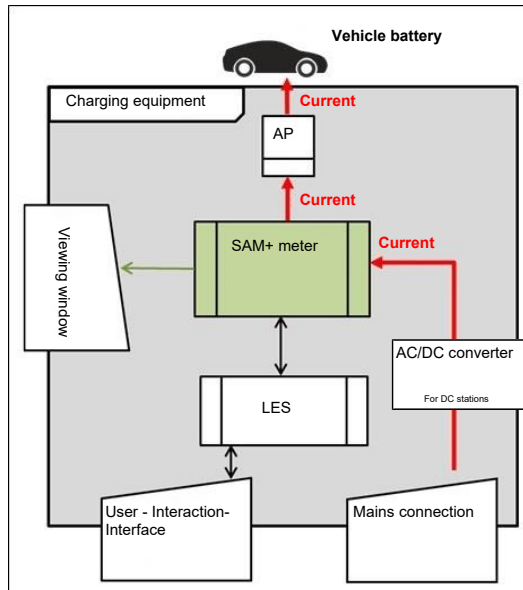 Vehicle battery
Charging equipment
Current
AP
Current
Viewing
window
SAM+ meter
Current
AC/DC converter
For DC stations
LES
User - Interaction-
Interface
Mains connection